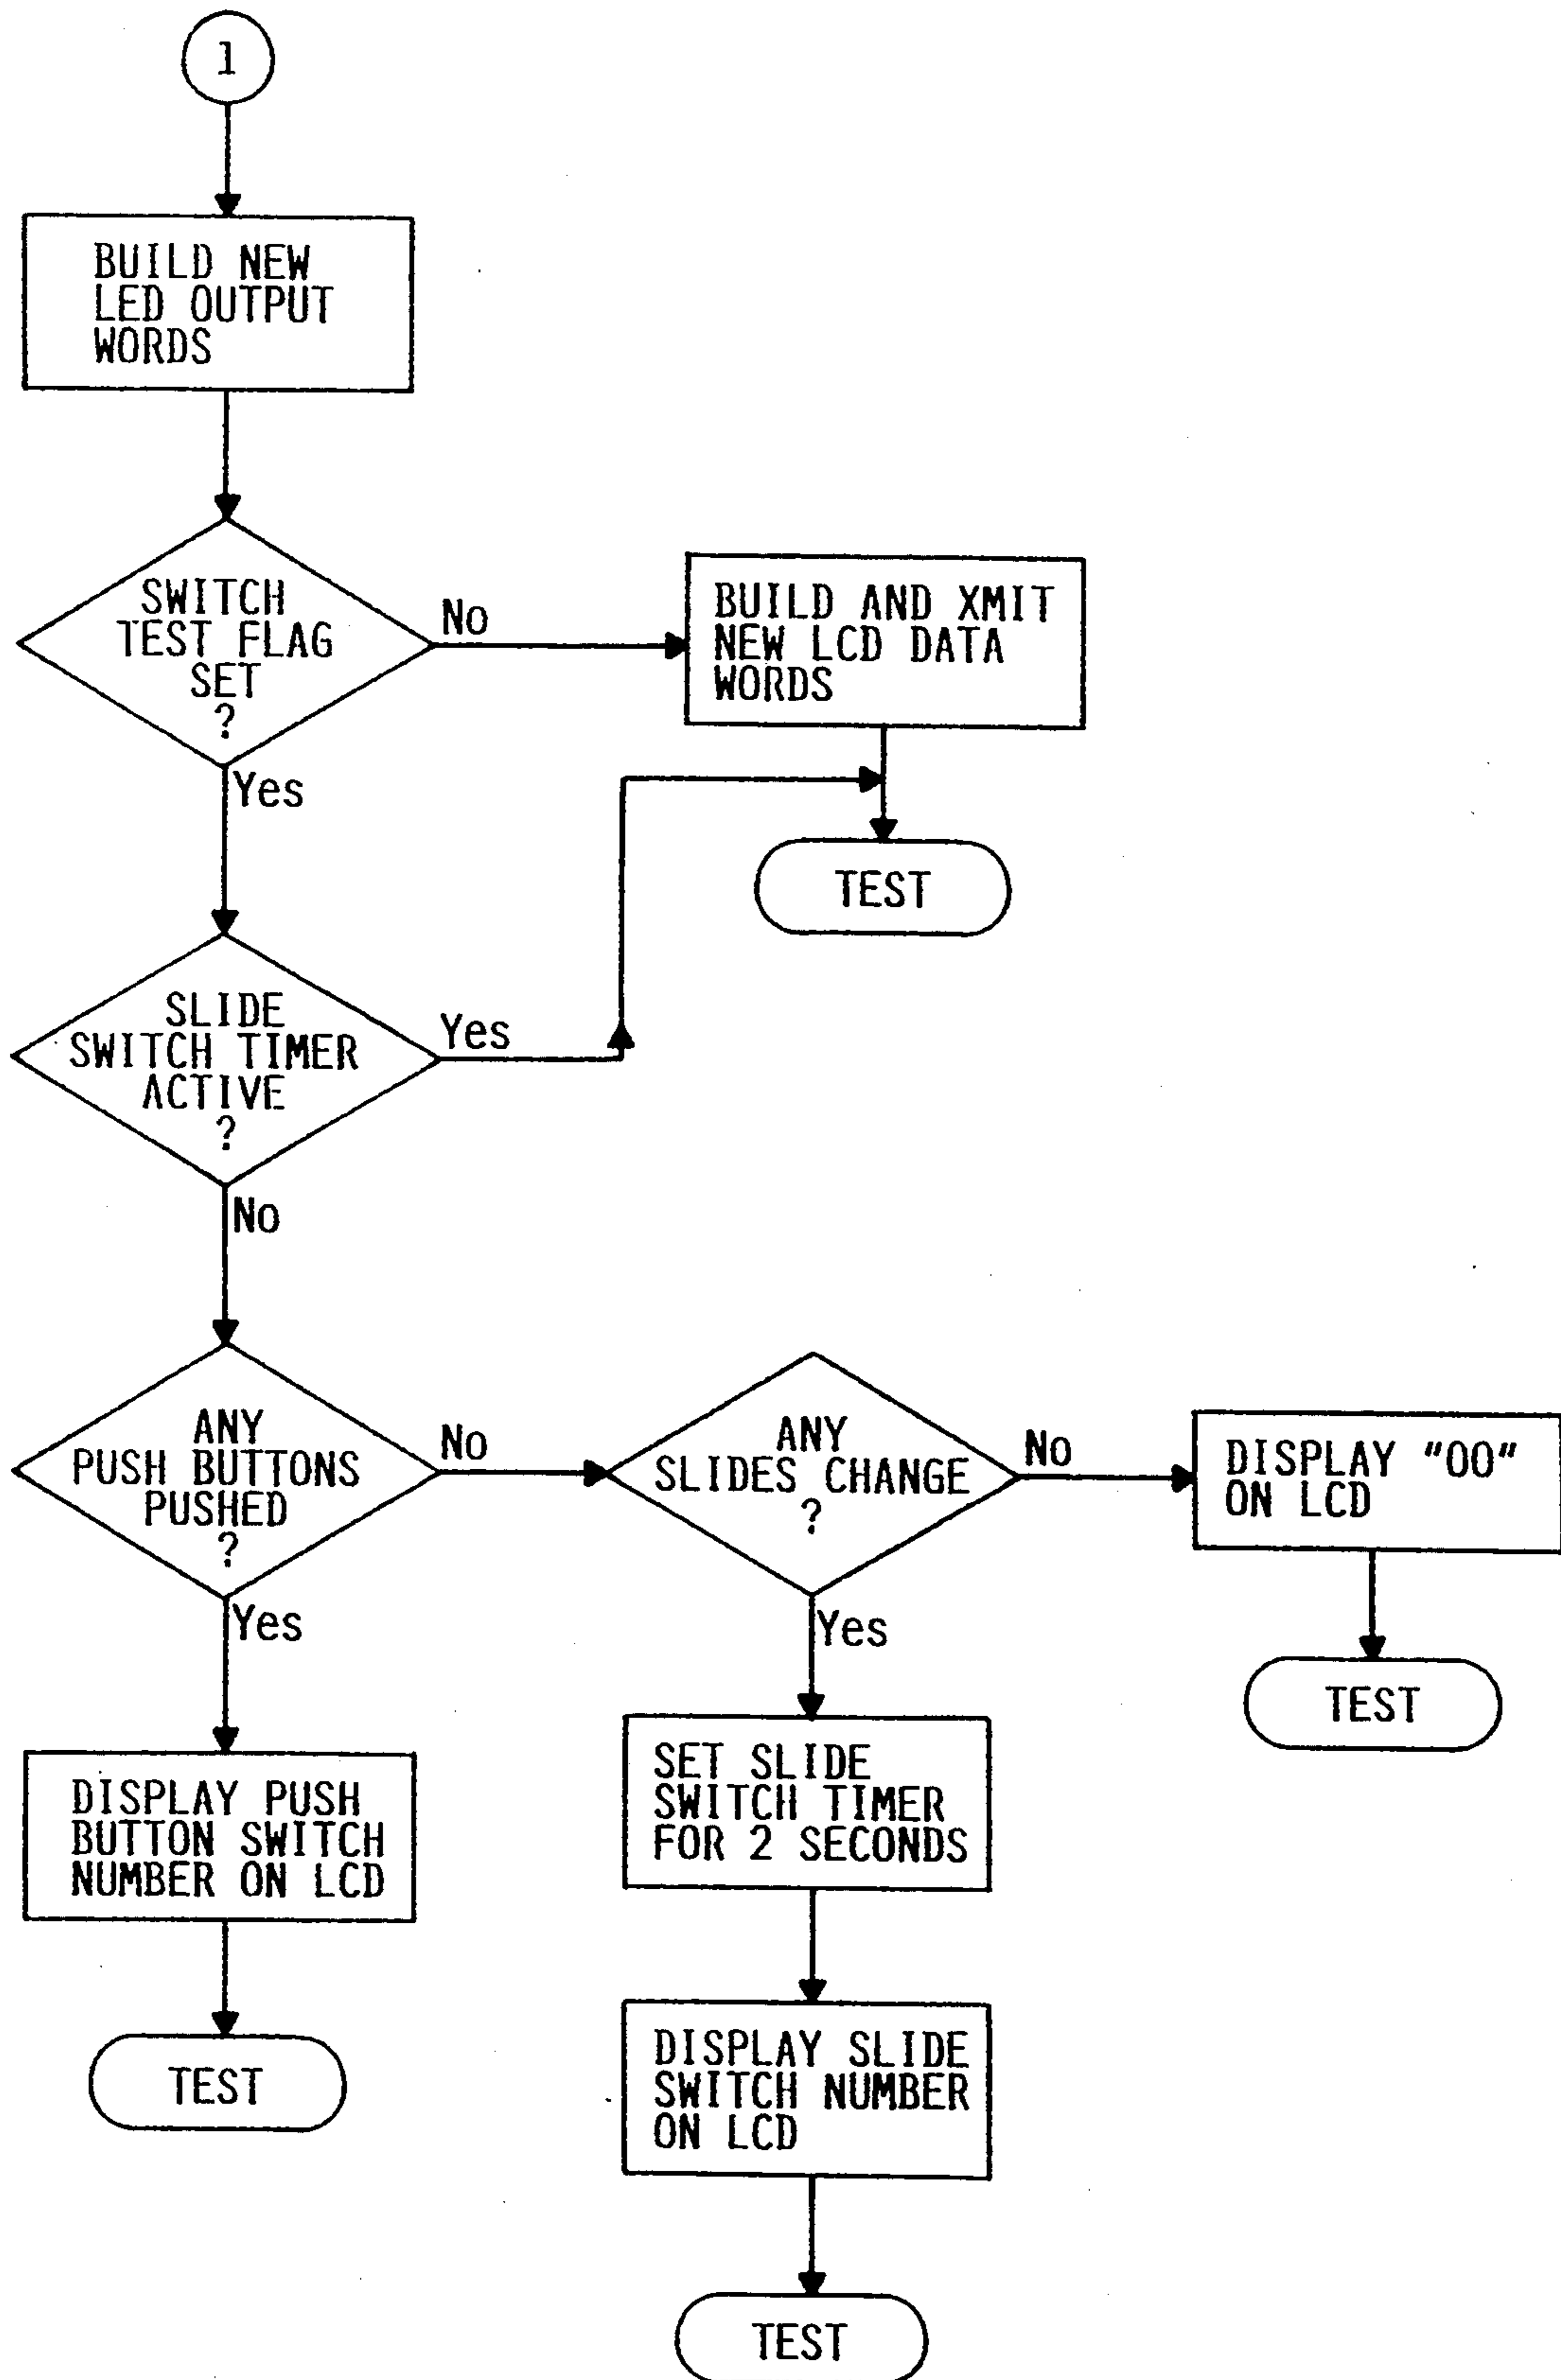 1
BUILD NEW
LED OUTPUT
WORDS
SWITCH
TEST FLAG
SET
?
No
BUILD AND XMIT
NEW LCD DATA
WORDS
Yes
TEST
SLIDE
SWITCH TIMER
ACTIVE
?
Yes
No
ANY
PUSH BUTTONS
PUSHED
?
No
ANY
SLIDES CHANGE
?
No
DISPLAY "00"
ON LCD
Yes
Yes
TEST
DISPLAY PUSH
BUTTON SWITCH
NUMBER ON LCD
SET SLIDE
SWITCH TIMER
FOR 2 SECONDS
TEST
DISPLAY SLIDE
SWITCH NUMBER
ON LCD
TEST